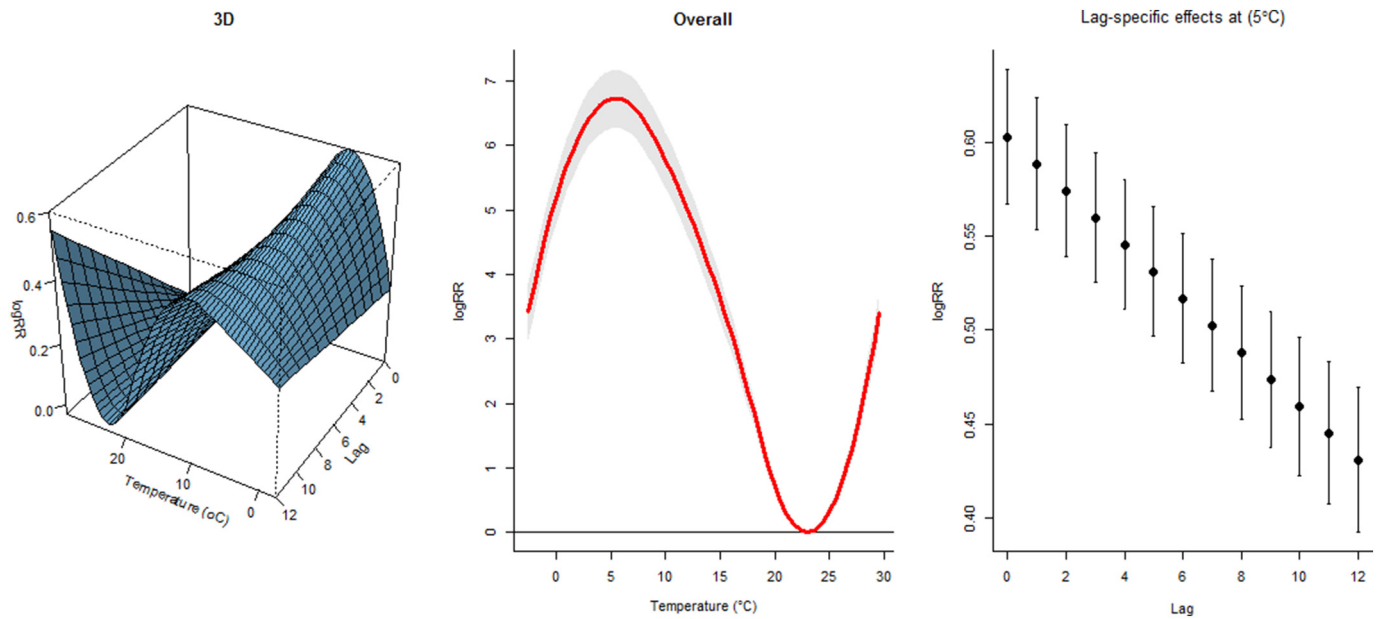 3D
0.6
0.4
0.2
0.0
logRR
20
10
0
Temperature (oC)
0
2
4
6
8
10
12
Lag
Overall
7
6
5
4
3
2
1
0
logRR
0 5 10 15 20 25 30
Temperature (°C)
Lag-specific effects at (5°C)
0.60
0.55
0.50
0.45
0.40
logRR
0 2 4 6 8 10 12
Lag